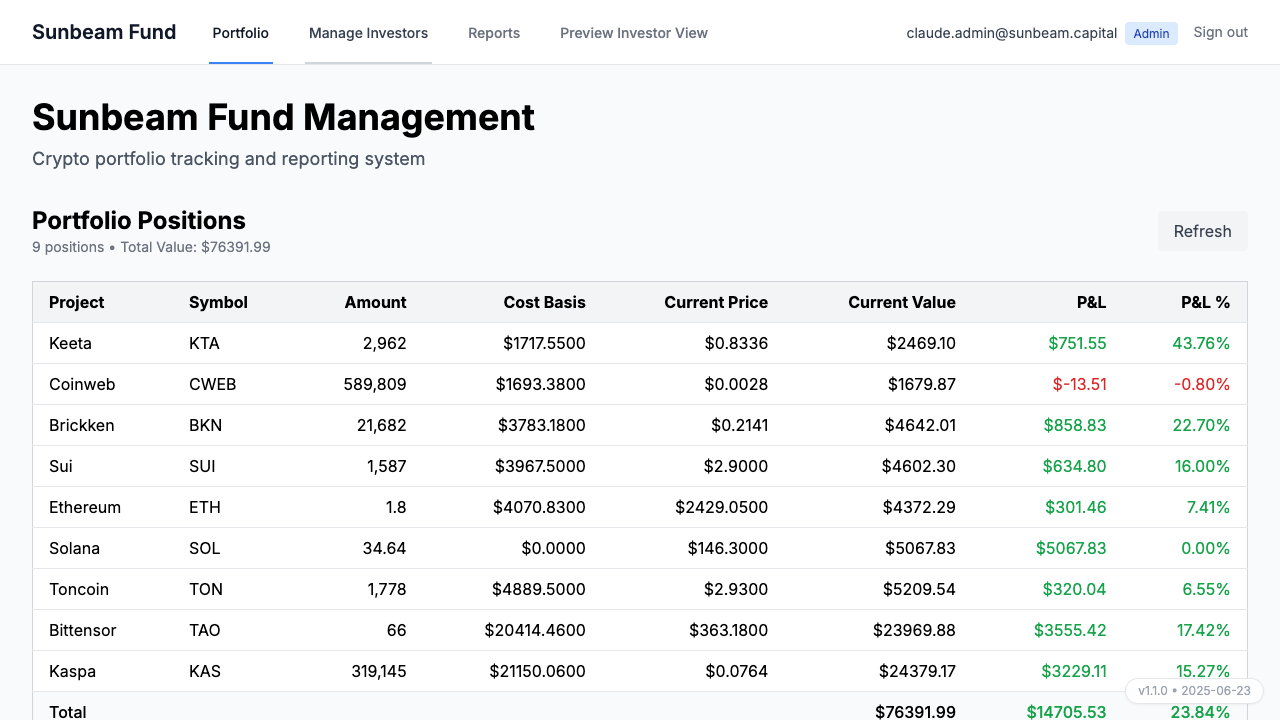 Sunbeam Fund Portfolio Manage Investors Reports Preview Investor View claude.admin@sunbeam.capital Admin Sign out
Sunbeam Fund Management
Crypto portfolio tracking and reporting system
Portfolio Positions
9 positions • Total Value: $76391.99
Refresh
Project Symbol Amount Cost Basis Current Price Current Value P&L P&L %
Keeta KTA 2,962 $1717.5500 $0.8336 $2469.10 $751.55 43.76%
Coinweb CWEB 589,809 $1693.3800 $0.0028 $1679.87 $-13.51 -0.80%
Brickken BKN 21,682 $3783.1800 $0.2141 $4642.01 $858.83 22.70%
Sui SUI 1,587 $3967.5000 $2.9000 $4602.30 $634.80 16.00%
Ethereum ETH 1.8 $4070.8300 $2429.0500 $4372.29 $301.46 7.41%
Solana SOL 34.64 $0.0000 $146.3000 $5067.83 $5067.83 0.00%
Toncoin TON 1,778 $4889.5000 $2.9300 $5209.54 $320.04 6.55%
Bittensor TAO 66 $20414.4600 $363.1800 $23969.88 $3555.42 17.42%
Kaspa KAS 319,145 $21150.0600 $0.0764 $24379.17 $3229.11 15.27%
v1.1.0 • 2025-06-23
Total $76391.99 $14705.53 23.84%